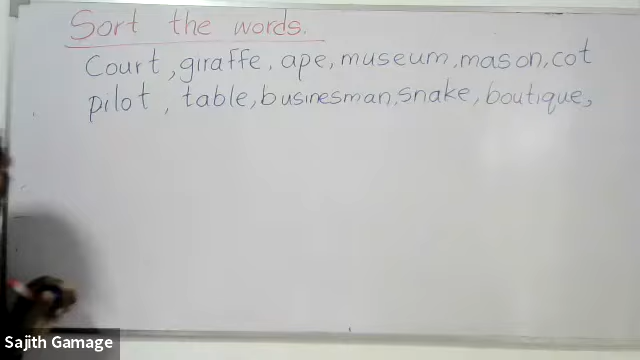 Sort the words.
Court, giraffe, ape, museum, mason, cot
pilot, table, businesman, snake, boutique,
Sajith Gamage